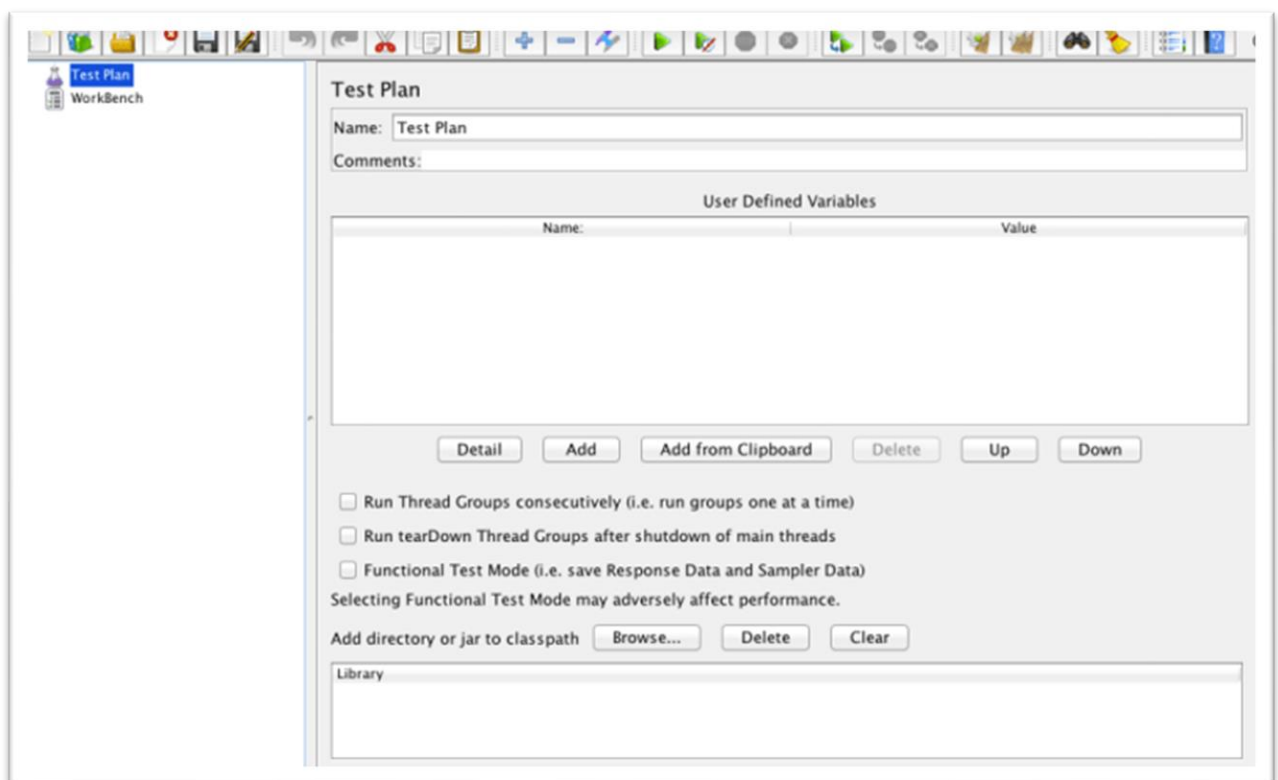 Test Plan
WorkBench
Test Plan
Name: Test Plan
Comments:
User Defined Variables
Name: Value
Detail Add Add from Clipboard Delete Up Down
Run Thread Groups consecutively (i.e. run groups one at a time)
Run tearDown Thread Groups after shutdown of main threads
Functional Test Mode (i.e. save Response Data and Sampler Data)
Selecting Functional Test Mode may adversely affect performance.
Add directory or jar to classpath Browse... Delete Clear
Library